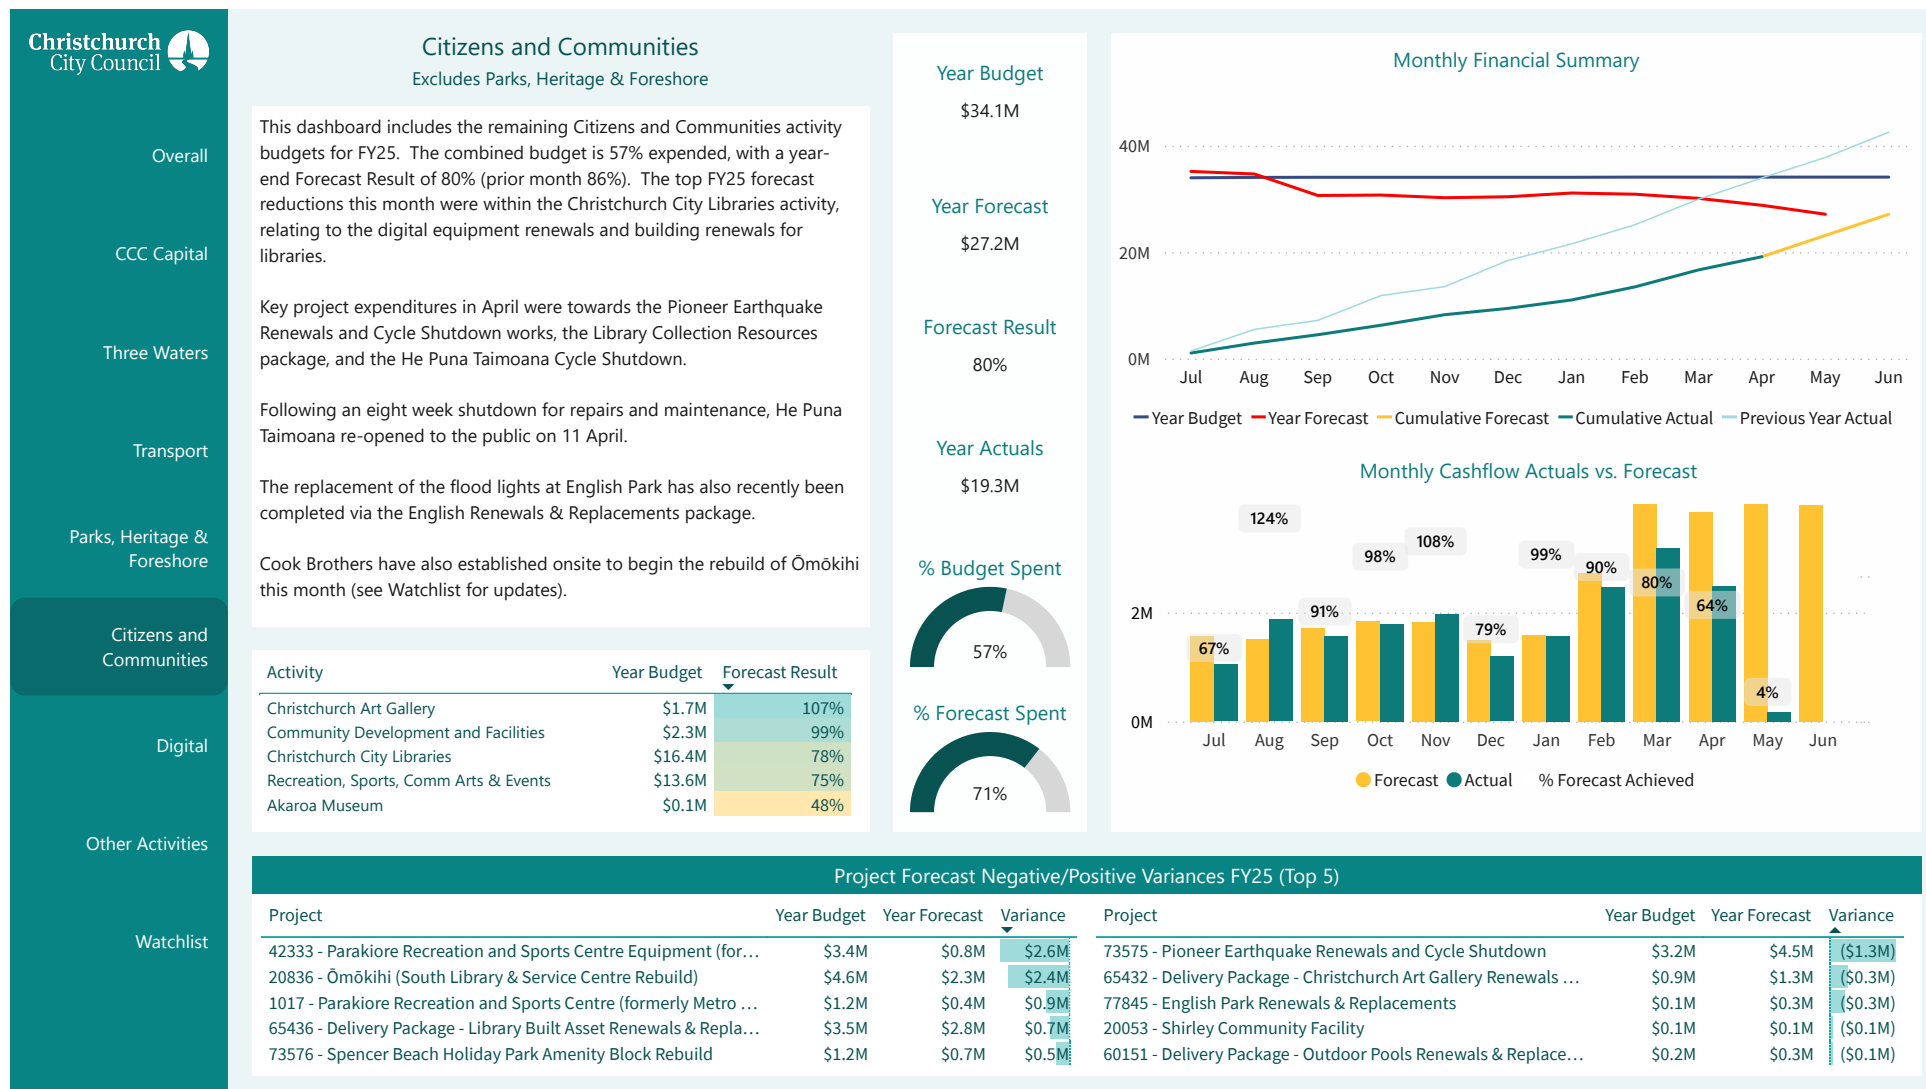 Christchurch
City Council
Overall
CCC Capital
Three Waters
Transport
Parks, Heritage &
Foreshore
Citizens and
Communities
Digital
Other Activities
Watchlist
Citizens and Communities
Excludes Parks, Heritage & Foreshore
This dashboard includes the remaining Citizens and Communities activity
budgets for FY25.  The combined budget is 57% expended, with a year-
end Forecast Result of 80% (prior month 86%).  The top FY25 forecast
reductions this month were within the Christchurch City Libraries activity,
relating to the digital equipment renewals and building renewals for
libraries.
Key project expenditures in April were towards the Pioneer Earthquake
Renewals and Cycle Shutdown works, the Library Collection Resources
package, and the He Puna Taimoana Cycle Shutdown.
Following an eight week shutdown for repairs and maintenance, He Puna
Taimoana re-opened to the public on 11 April.
The replacement of the flood lights at English Park has also recently been
completed via the English Renewals & Replacements package.
Cook Brothers have also established onsite to begin the rebuild of Ōmōkihi
this month (see Watchlist for updates).
Activity Year Budget Forecast Result
Christchurch Art Gallery $1.7M 107%
Community Development and Facilities $2.3M 99%
Christchurch City Libraries $16.4M 78%
Recreation, Sports, Comm Arts & Events $13.6M 75%
Akaroa Museum $0.1M 48%
Year Budget
$34.1M
Year Forecast
$27.2M
Forecast Result
80%
Year Actuals
$19.3M
% Budget Spent
57%
% Forecast Spent
71%
Monthly Financial Summary
40M
20M
0M
Jul Aug Sep Oct Nov Dec Jan Feb Mar Apr May Jun
Year Budget Year Forecast Cumulative Forecast Cumulative Actual Previous Year Actual
Monthly Cashflow Actuals vs. Forecast
2M
0M
67% 124% 91% 98% 108% 79% 99% 90% 80% 64% 4%
Jul Aug Sep Oct Nov Dec Jan Feb Mar Apr May Jun
Forecast Actual % Forecast Achieved
Project Forecast Negative/Positive Variances FY25 (Top 5)
Project Year Budget Year Forecast Variance
42333 - Parakiore Recreation and Sports Centre Equipment (for… $3.4M $0.8M $2.6M
20836 - Ōmōkihi (South Library & Service Centre Rebuild) $4.6M $2.3M $2.4M
1017 - Parakiore Recreation and Sports Centre (formerly Metro … $1.2M $0.4M $0.9M
65436 - Delivery Package - Library Built Asset Renewals & Repla… $3.5M $2.8M $0.7M
73576 - Spencer Beach Holiday Park Amenity Block Rebuild $1.2M $0.7M $0.5M
Project Year Budget Year Forecast Variance
73575 - Pioneer Earthquake Renewals and Cycle Shutdown $3.2M $4.5M ($1.3M)
65432 - Delivery Package - Christchurch Art Gallery Renewals … $0.9M $1.3M ($0.3M)
77845 - English Park Renewals & Replacements $0.1M $0.3M ($0.3M)
20053 - Shirley Community Facility $0.1M $0.1M ($0.1M)
60151 - Delivery Package - Outdoor Pools Renewals & Replace… $0.2M $0.3M ($0.1M)